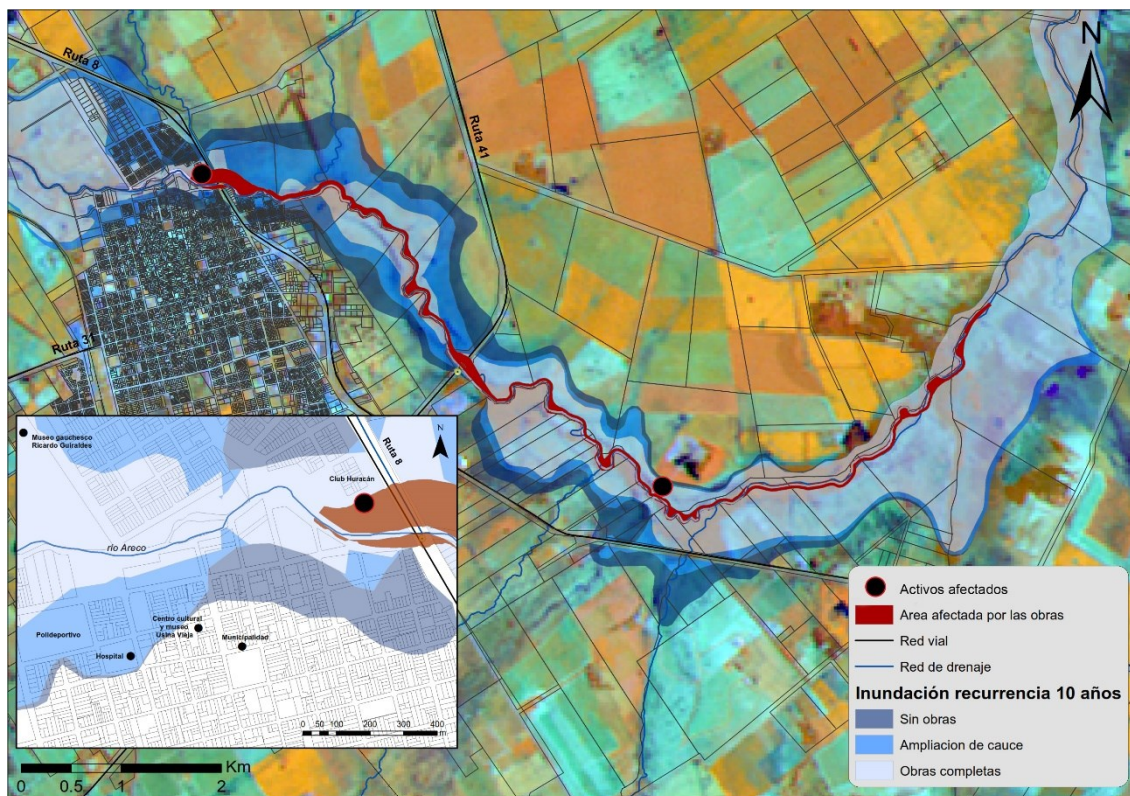 Ruta 8
Ruta 41
N
Ruta 31
Museo gauchesco
Ricardo Guiraldes
N
Ruta 8
Club Huracán
río Areco
Centro cultural
y museo
Usina Vieja
Polideportivo
Municipalidad
Hospital
0 50 100 200 300 400
m
Km
0 0.5 1 2
Activos afectados
Area afectada por las obras
Red vial
Red de drenaje
Inundación recurrencia 10 años
Sin obras
Ampliacion de cauce
Obras completas